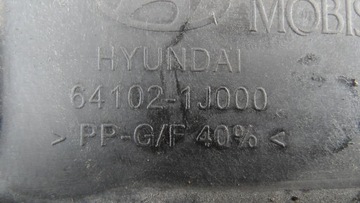 MOBIS
HYUNDAI
64102-1J000
> PP-G/F 40% <